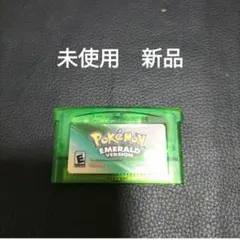 未使用　新品
POKéMON
EMERALD
VERSION
E